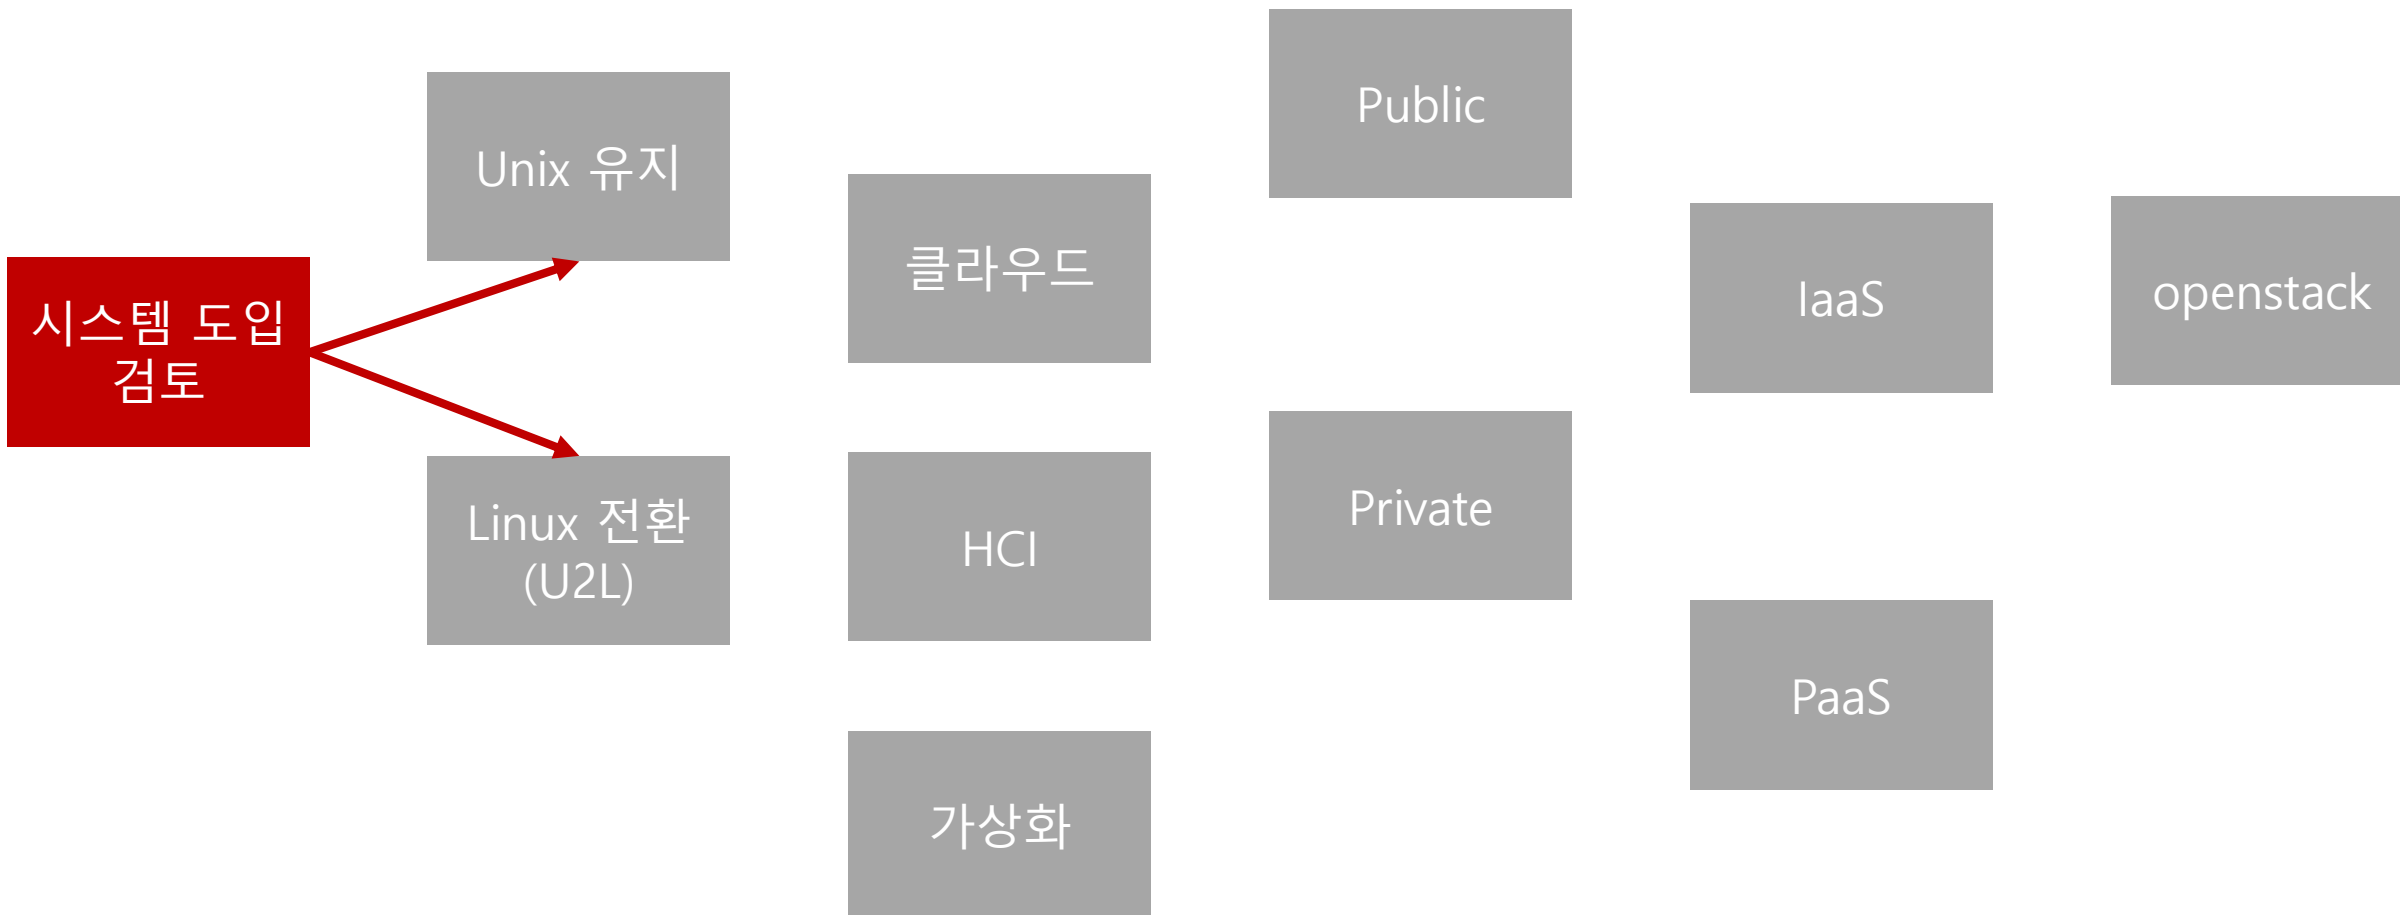 시스템 도입
검토
Unix 유지
Linux 전환
(U2L)
클라우드
HCI
가상화
Public
Private
IaaS
PaaS
openstack